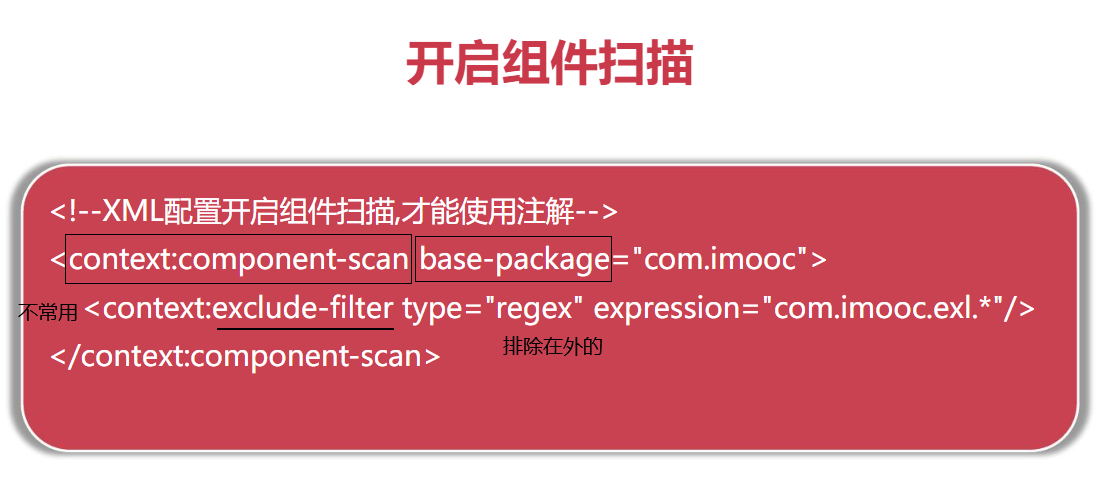 开启组件扫描
<!--XML配置开启组件扫描,才能使用注解-->
<context:component-scan base-package="com.imooc">
不常用 <context:exclude-filter type="regex" expression="com.imooc.exl.*"/>
排除在外的
</context:component-scan>